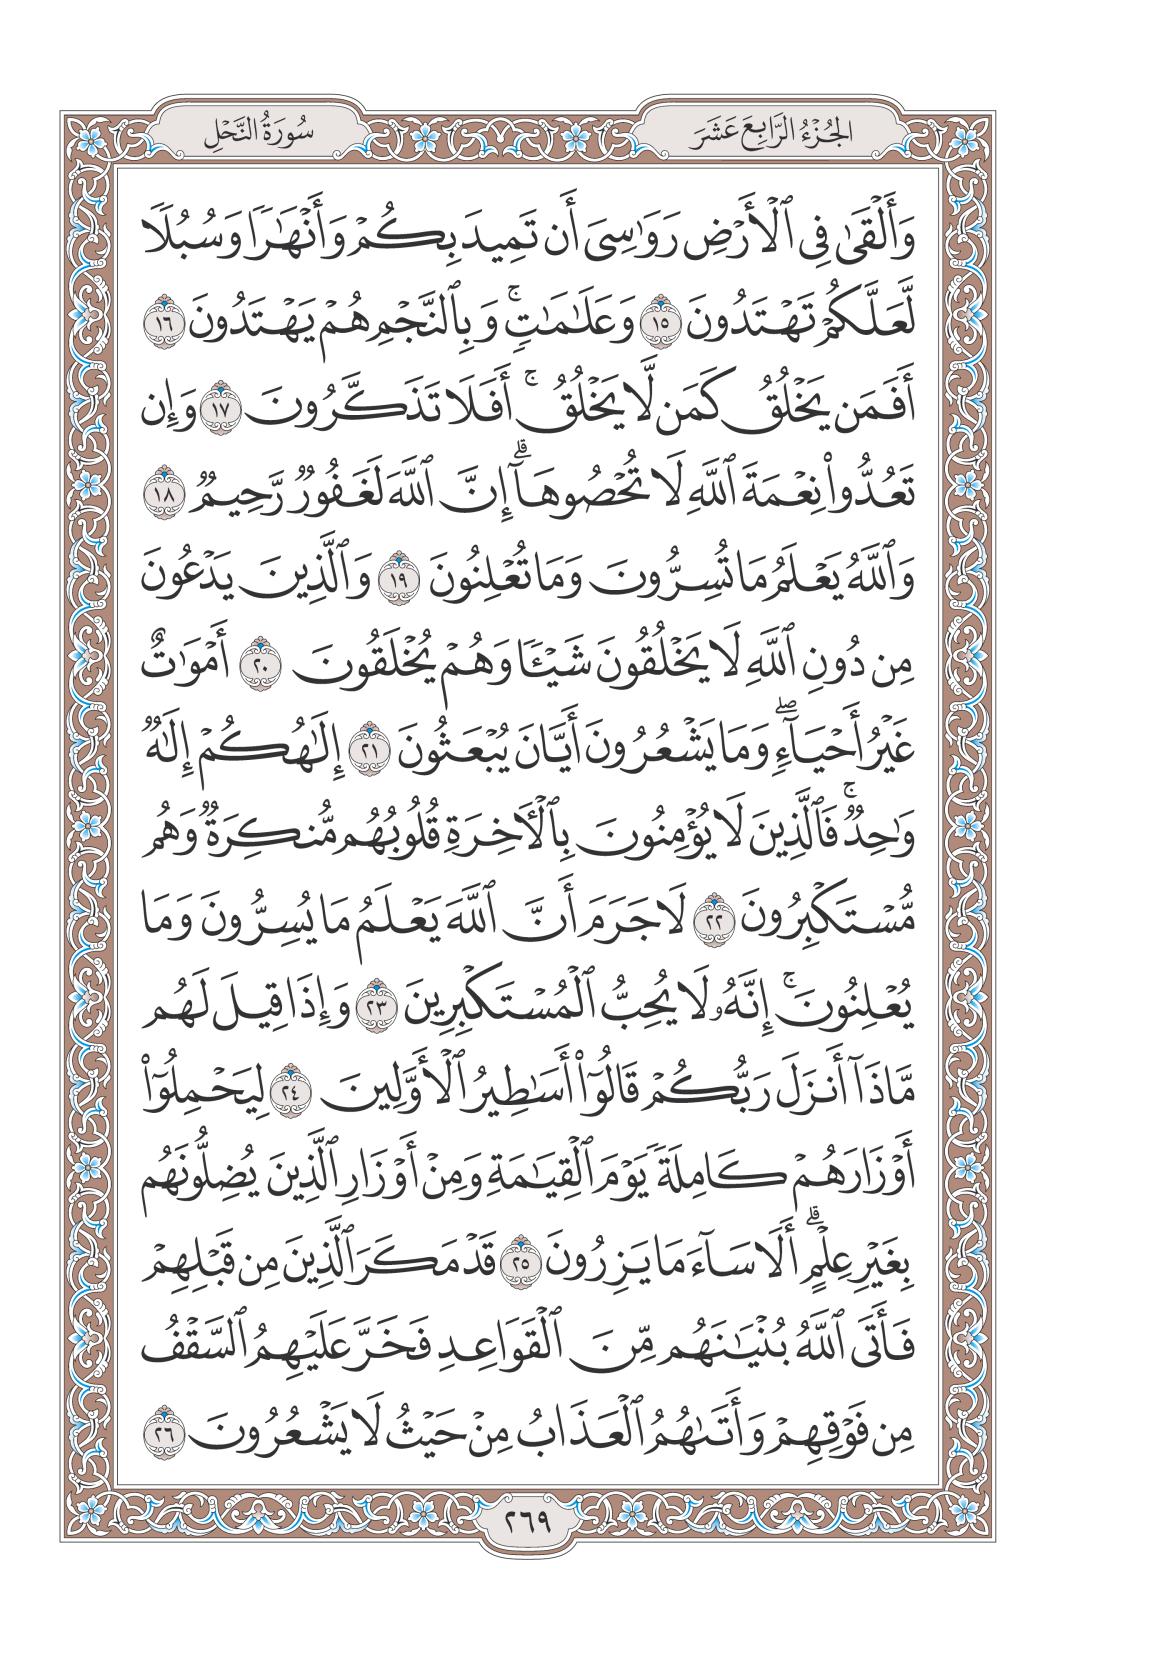 الجُزْءُ الرَّابِعَ عَشَرَ
سُورَةُ النَّحْلِ
وَأَلْقَىٰ فِى ٱلْأَرْضِ رَوَٰسِىَ أَن تَمِيدَ بِكُمْ وَأَنْهَٰرًا وَسُبُلًا
لَّعَلَّكُمْ تَهْتَدُونَ ١٥ وَعَلَٰمَٰتٍ ۚ وَبِٱلنَّجْمِ هُمْ يَهْتَدُونَ ١٦
أَفَمَن يَخْلُقُ كَمَن لَّا يَخْلُقُ ۚ أَفَلَا تَذَكَّرُونَ ١٧ وَإِن
تَعُدُّوا۟ نِعْمَةَ ٱللَّهِ لَا تُحْصُوهَآ ۗ إِنَّ ٱللَّهَ لَغَفُورٌ رَّحِيمٌ ١٨
وَٱللَّهُ يَعْلَمُ مَا تُسِرُّونَ وَمَا تُعْلِنُونَ ١٩ وَٱلَّذِينَ يَدْعُونَ
مِن دُونِ ٱللَّهِ لَا يَخْلُقُونَ شَيْـًٔا وَهُمْ يُخْلَقُونَ ٢٠ أَمْوَٰتٌ
غَيْرُ أَحْيَآءٍ ۖ وَمَا يَشْعُرُونَ أَيَّانَ يُبْعَثُونَ ٢١ إِلَٰهُكُمْ إِلَٰهٌ
وَٰحِدٌ ۚ فَٱلَّذِينَ لَا يُؤْمِنُونَ بِٱلْـَٔاخِرَةِ قُلُوبُهُم مُّنكِرَةٌ وَهُم
مُّسْتَكْبِرُونَ ٢٢ لَا جَرَمَ أَنَّ ٱللَّهَ يَعْلَمُ مَا يُسِرُّونَ وَمَا
يُعْلِنُونَ ۚ إِنَّهُۥ لَا يُحِبُّ ٱلْمُسْتَكْبِرِينَ ٢٣ وَإِذَا قِيلَ لَهُم
مَّاذَآ أَنزَلَ رَبُّكُمْ قَالُوٓا۟ أَسَٰطِيرُ ٱلْأَوَّلِينَ ٢٤ لِيَحْمِلُوٓا۟
أَوْزَارَهُمْ كَامِلَةً يَوْمَ ٱلْقِيَٰمَةِ وَمِنْ أَوْزَارِ ٱلَّذِينَ يُضِلُّونَهُم
بِغَيْرِ عِلْمٍ ۗ أَلَا سَآءَ مَا يَزِرُونَ ٢٥ قَدْ مَكَرَ ٱلَّذِينَ مِن قَبْلِهِمْ
فَأَتَى ٱللَّهُ بُنْيَٰنَهُم مِّنَ ٱلْقَوَاعِدِ فَخَرَّ عَلَيْهِمُ ٱلسَّقْفُ
مِن فَوْقِهِمْ وَأَتَىٰهُمُ ٱلْعَذَابُ مِنْ حَيْثُ لَا يَشْعُرُونَ ٢٦
٢٦٩